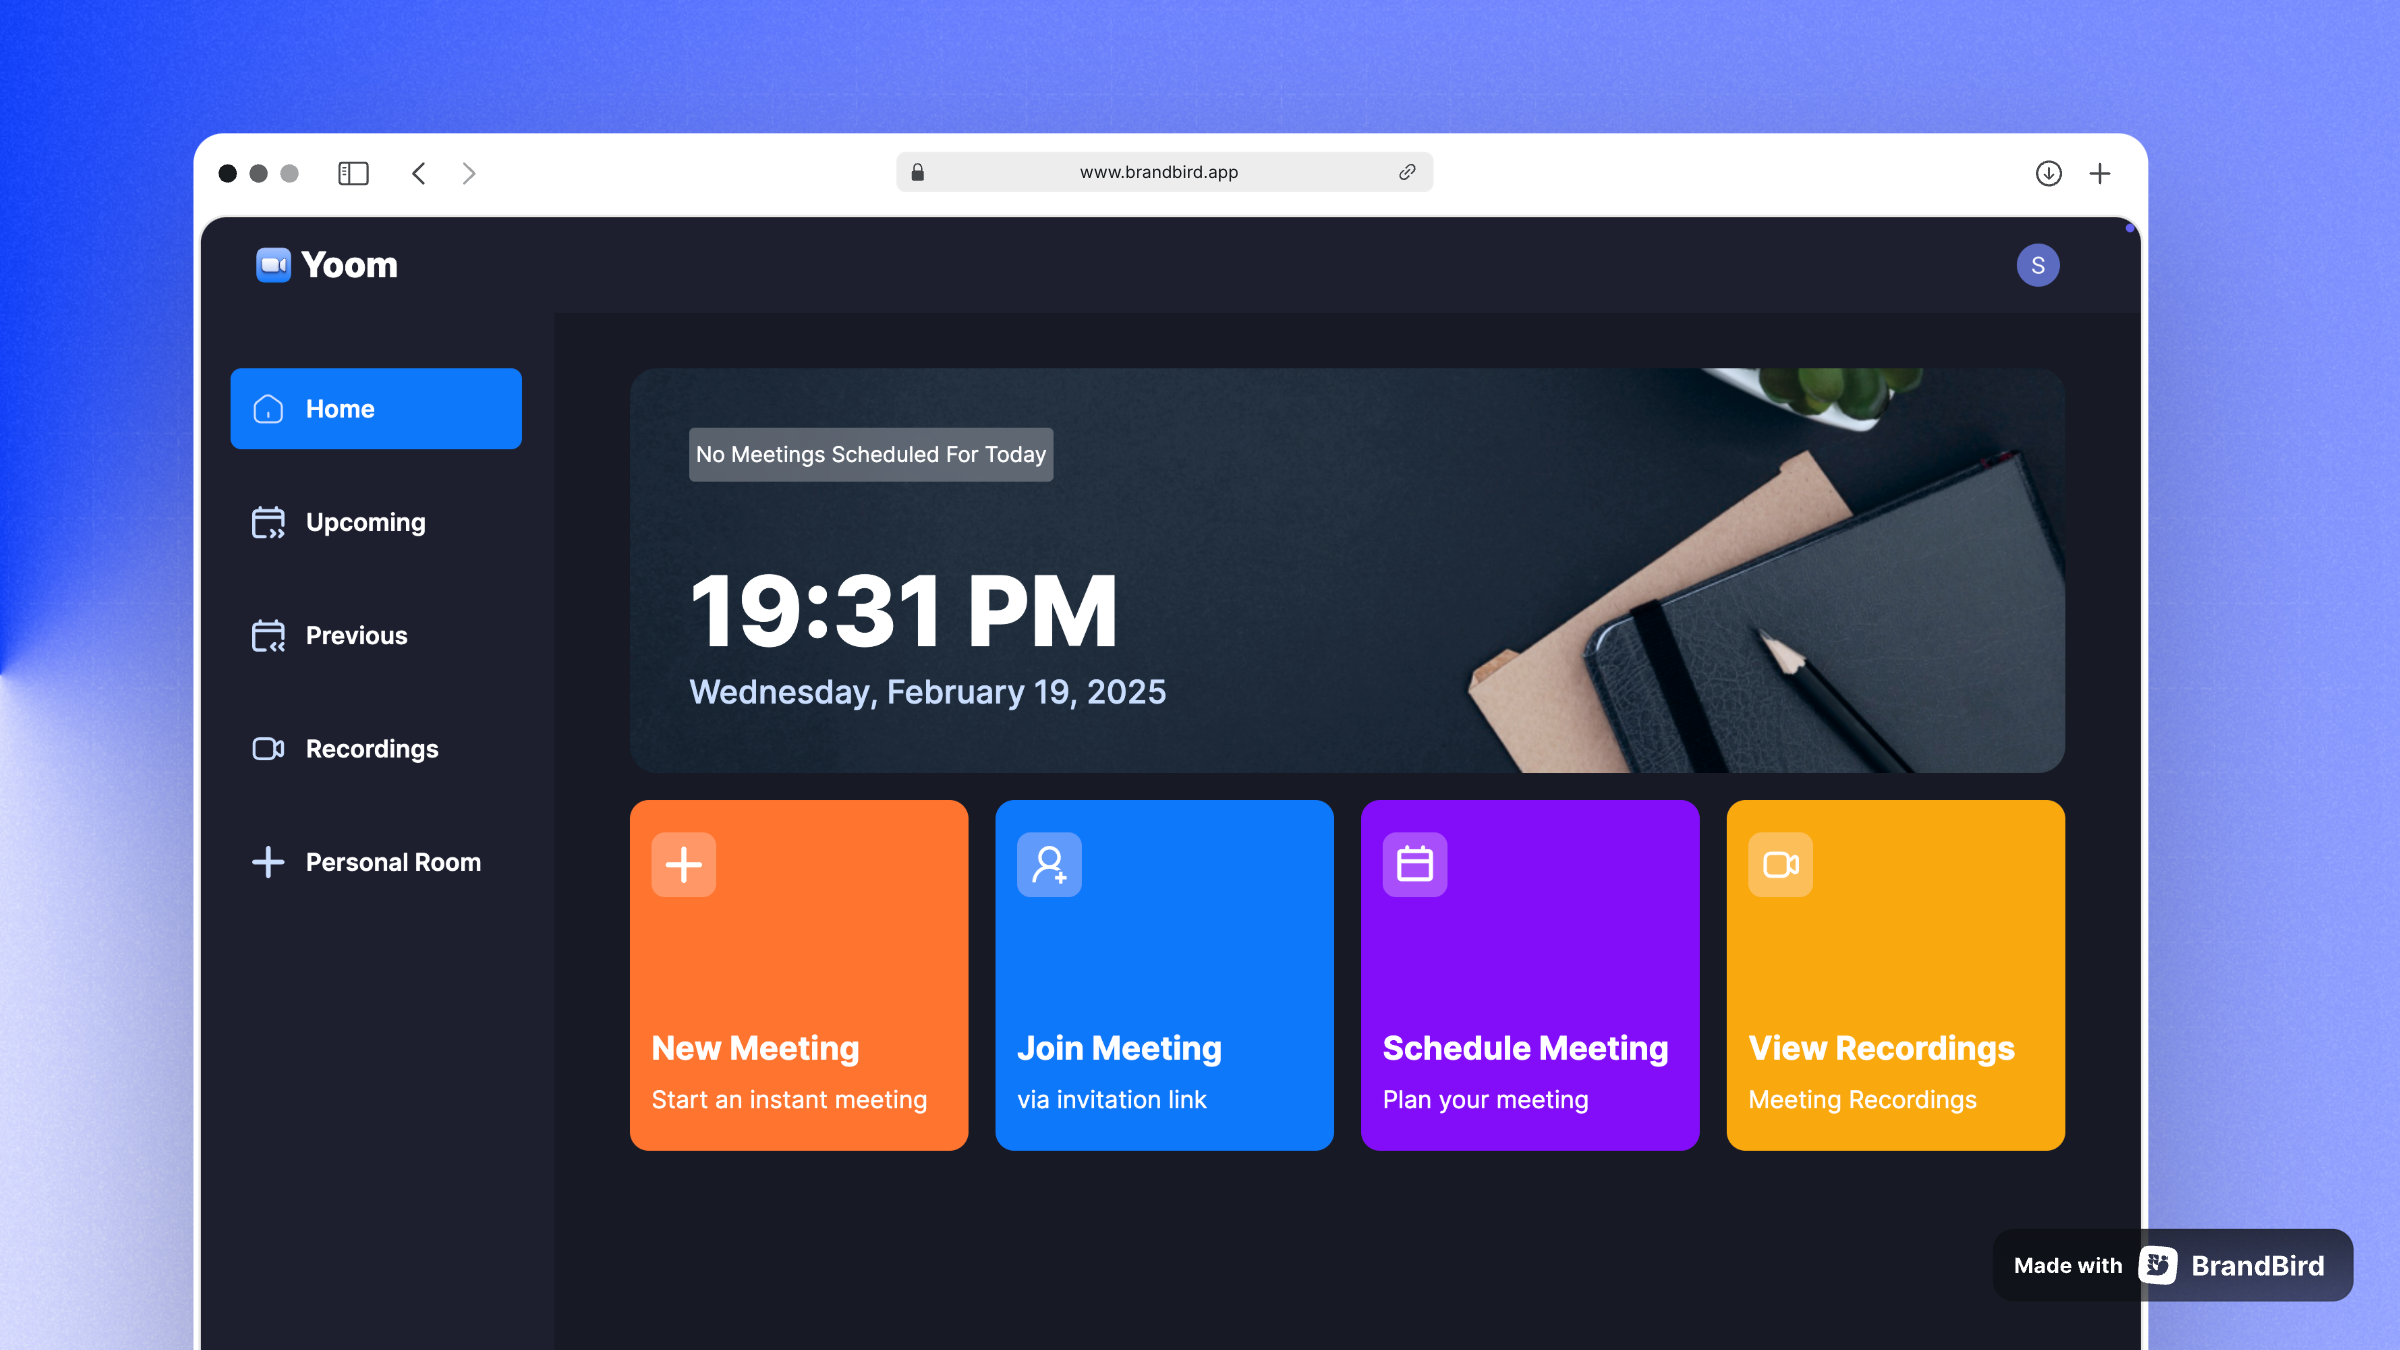 www.brandbird.app
Yoom
S
Home
Upcoming
Previous
Recordings
Personal Room
No Meetings Scheduled For Today
19:31 PM
Wednesday, February 19, 2025
New Meeting
Start an instant meeting
Join Meeting
via invitation link
Schedule Meeting
Plan your meeting
View Recordings
Meeting Recordings
Made with BrandBird